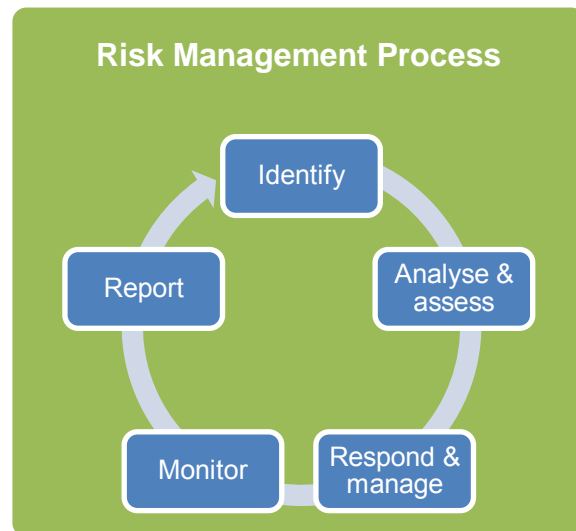 Risk Management Process
Identify
Analyse &
assess
Respond &
manage
Monitor
Report